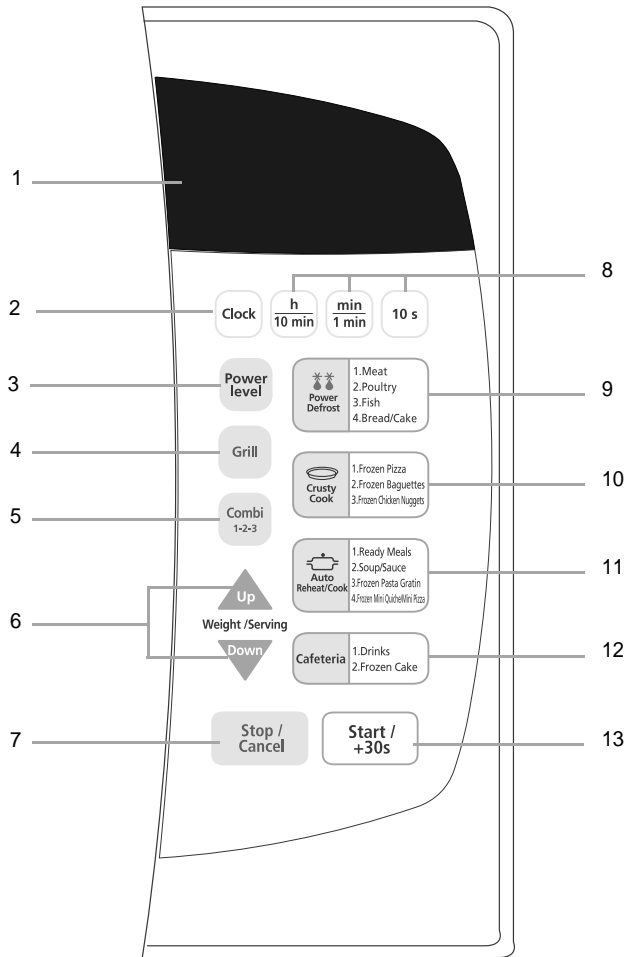 1
8
2
Clock
h
10 min
min
1 min
10 s
3
Power
level
Power
Defrost
1.Meat
2.Poultry
3.Fish
4.Bread/Cake
9
4
Grill
Crusty
Cook
1.Frozen Pizza
2.Frozen Baguettes
3.Frozen Chicken Nuggets
10
5
Combi
1-2-3
Auto
Reheat/Cook
1.Ready Meals
2.Soup/Sauce
3.Frozen Pasta Gratin
4.Frozen Mini Quiche/Mini Pizza
11
6
Up
Weight /Serving
Down
Cafeteria
1.Drinks
2.Frozen Cake
12
7
Stop /
Cancel
Start /
+30s
13